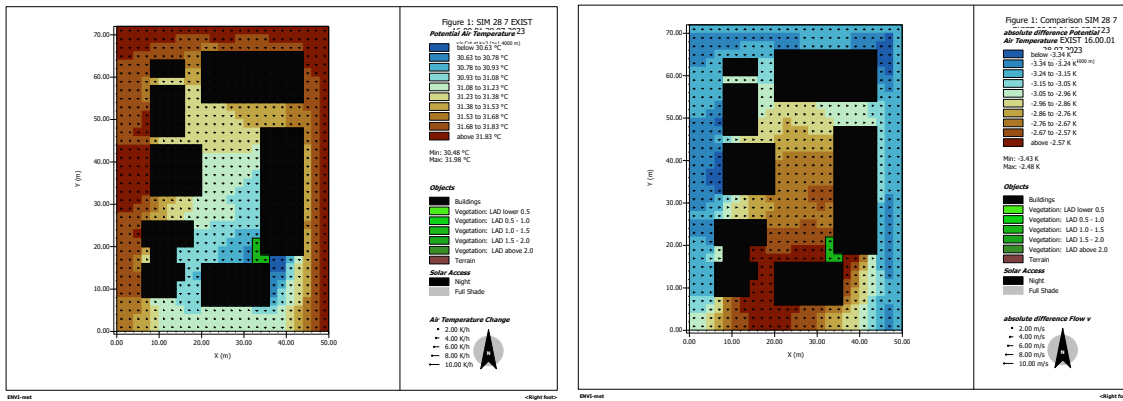 Figure 1: SIM 28 7 EXIST
Potential Air Temperature
below 30.63 °C
30.63 to 30.78 °C
30.78 to 30.93 °C
30.93 to 31.08 °C
31.08 to 31.23 °C
31.23 to 31.38 °C
31.38 to 31.53 °C
31.53 to 31.68 °C
31.68 to 31.83 °C
above 31.83 °C
Min: 30.48 °C
Max: 31.98 °C
Objects
Buildings
Vegetation: LAD lower 0.5
Vegetation: LAD 0.5 - 1.0
Vegetation: LAD 1.0 - 1.5
Vegetation: LAD 1.5 - 2.0
Vegetation: LAD above 2.0
Terrain
Solar Access
Night
Full Shade
Air Temperature Change
2.00 K/h
4.00 K/h
6.00 K/h
8.00 K/h
10.00 K/h
N
70.00
60.00
50.00
40.00
30.00
20.00
10.00
0.00
Y (m)
0.00 10.00 20.00 30.00 40.00 50.00
X (m)
ENVI-met
<Right foot>
Figure 1: Comparison SIM 28 7
absolute difference Potential
Air Temperature EXIST 16.00.01
28.07.2023
below -3.34 K
-3.34 to -3.24 K
-3.24 to -3.15 K
-3.15 to -3.05 K
-3.05 to -2.96 K
-2.96 to -2.86 K
-2.86 to -2.76 K
-2.76 to -2.67 K
-2.67 to -2.57 K
above -2.57 K
Min: -3.43 K
Max: -2.48 K
Objects
Buildings
Vegetation: LAD lower 0.5
Vegetation: LAD 0.5 - 1.0
Vegetation: LAD 1.0 - 1.5
Vegetation: LAD 1.5 - 2.0
Vegetation: LAD above 2.0
Terrain
Solar Access
Night
Full Shade
absolute difference Flow v
2.00 m/s
4.00 m/s
6.00 m/s
8.00 m/s
10.00 m/s
N
70.00
60.00
50.00
40.00
30.00
20.00
10.00
0.00
Y (m)
0.00 10.00 20.00 30.00 40.00 50.00
X (m)
ENVI-met
<Right foo